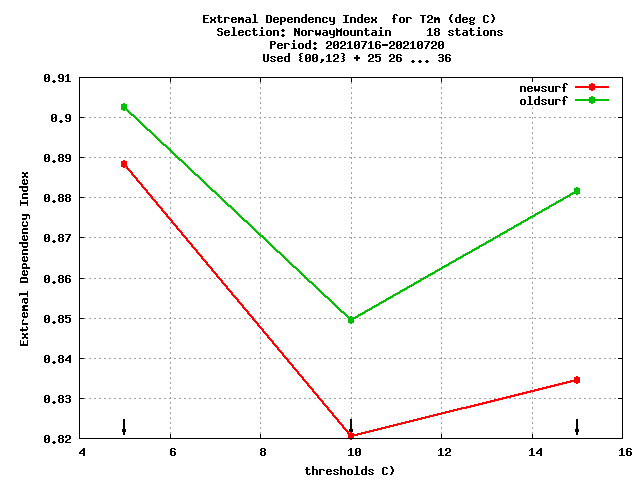 Extremal Dependency Index  for T2m (deg C)
Selection: NorwayMountain     18 stations
Period: 20210716-20210720
Used {00,12} + 25 26 ... 36
newsurf
oldsurf
0.91
0.9
0.89
0.88
0.87
0.86
0.85
0.84
0.83
0.82
Extremal Dependency Index
4 6 8 10 12 14 16
thresholds C)